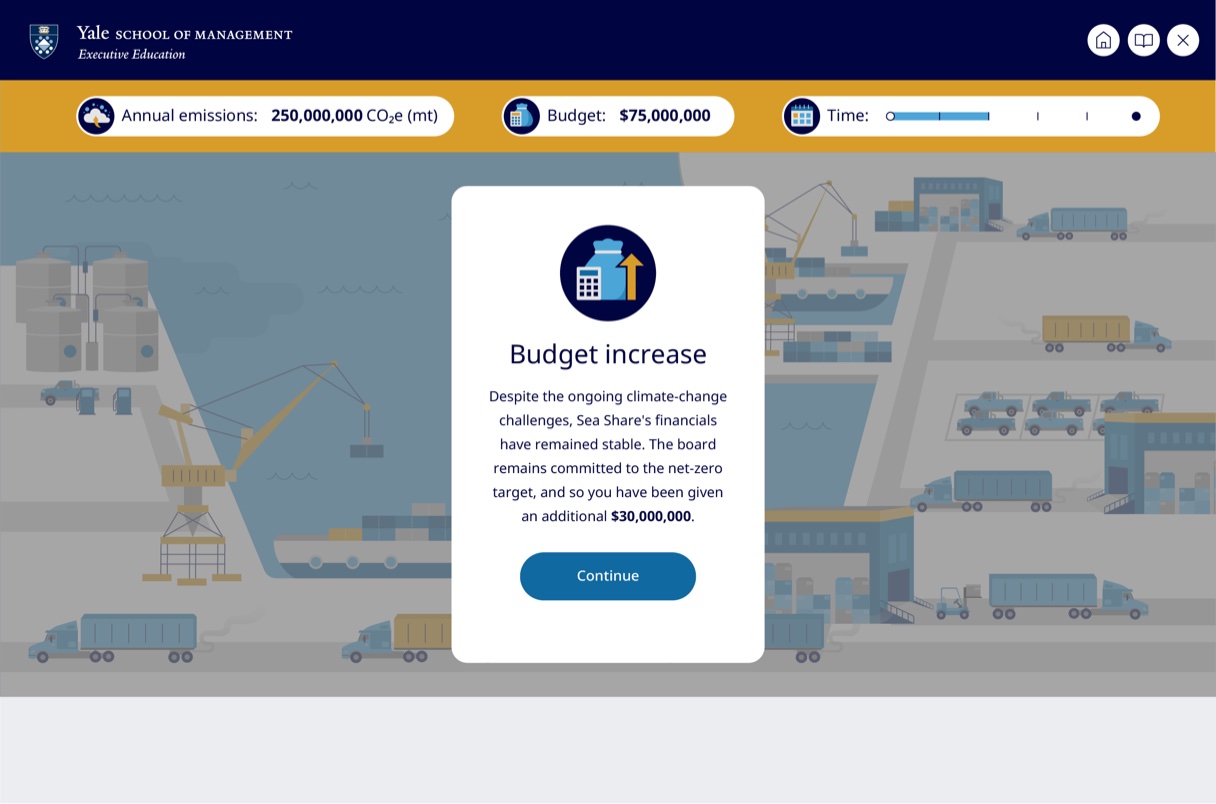 Yale SCHOOL OF MANAGEMENT
Executive Education
Annual emissions: 250,000,000 CO₂e (mt)
Budget: $75,000,000
Time:
Budget increase
Despite the ongoing climate-change
challenges, Sea Share's financials
have remained stable. The board
remains committed to the net-zero
target, and so you have been given
an additional $30,000,000.
Continue